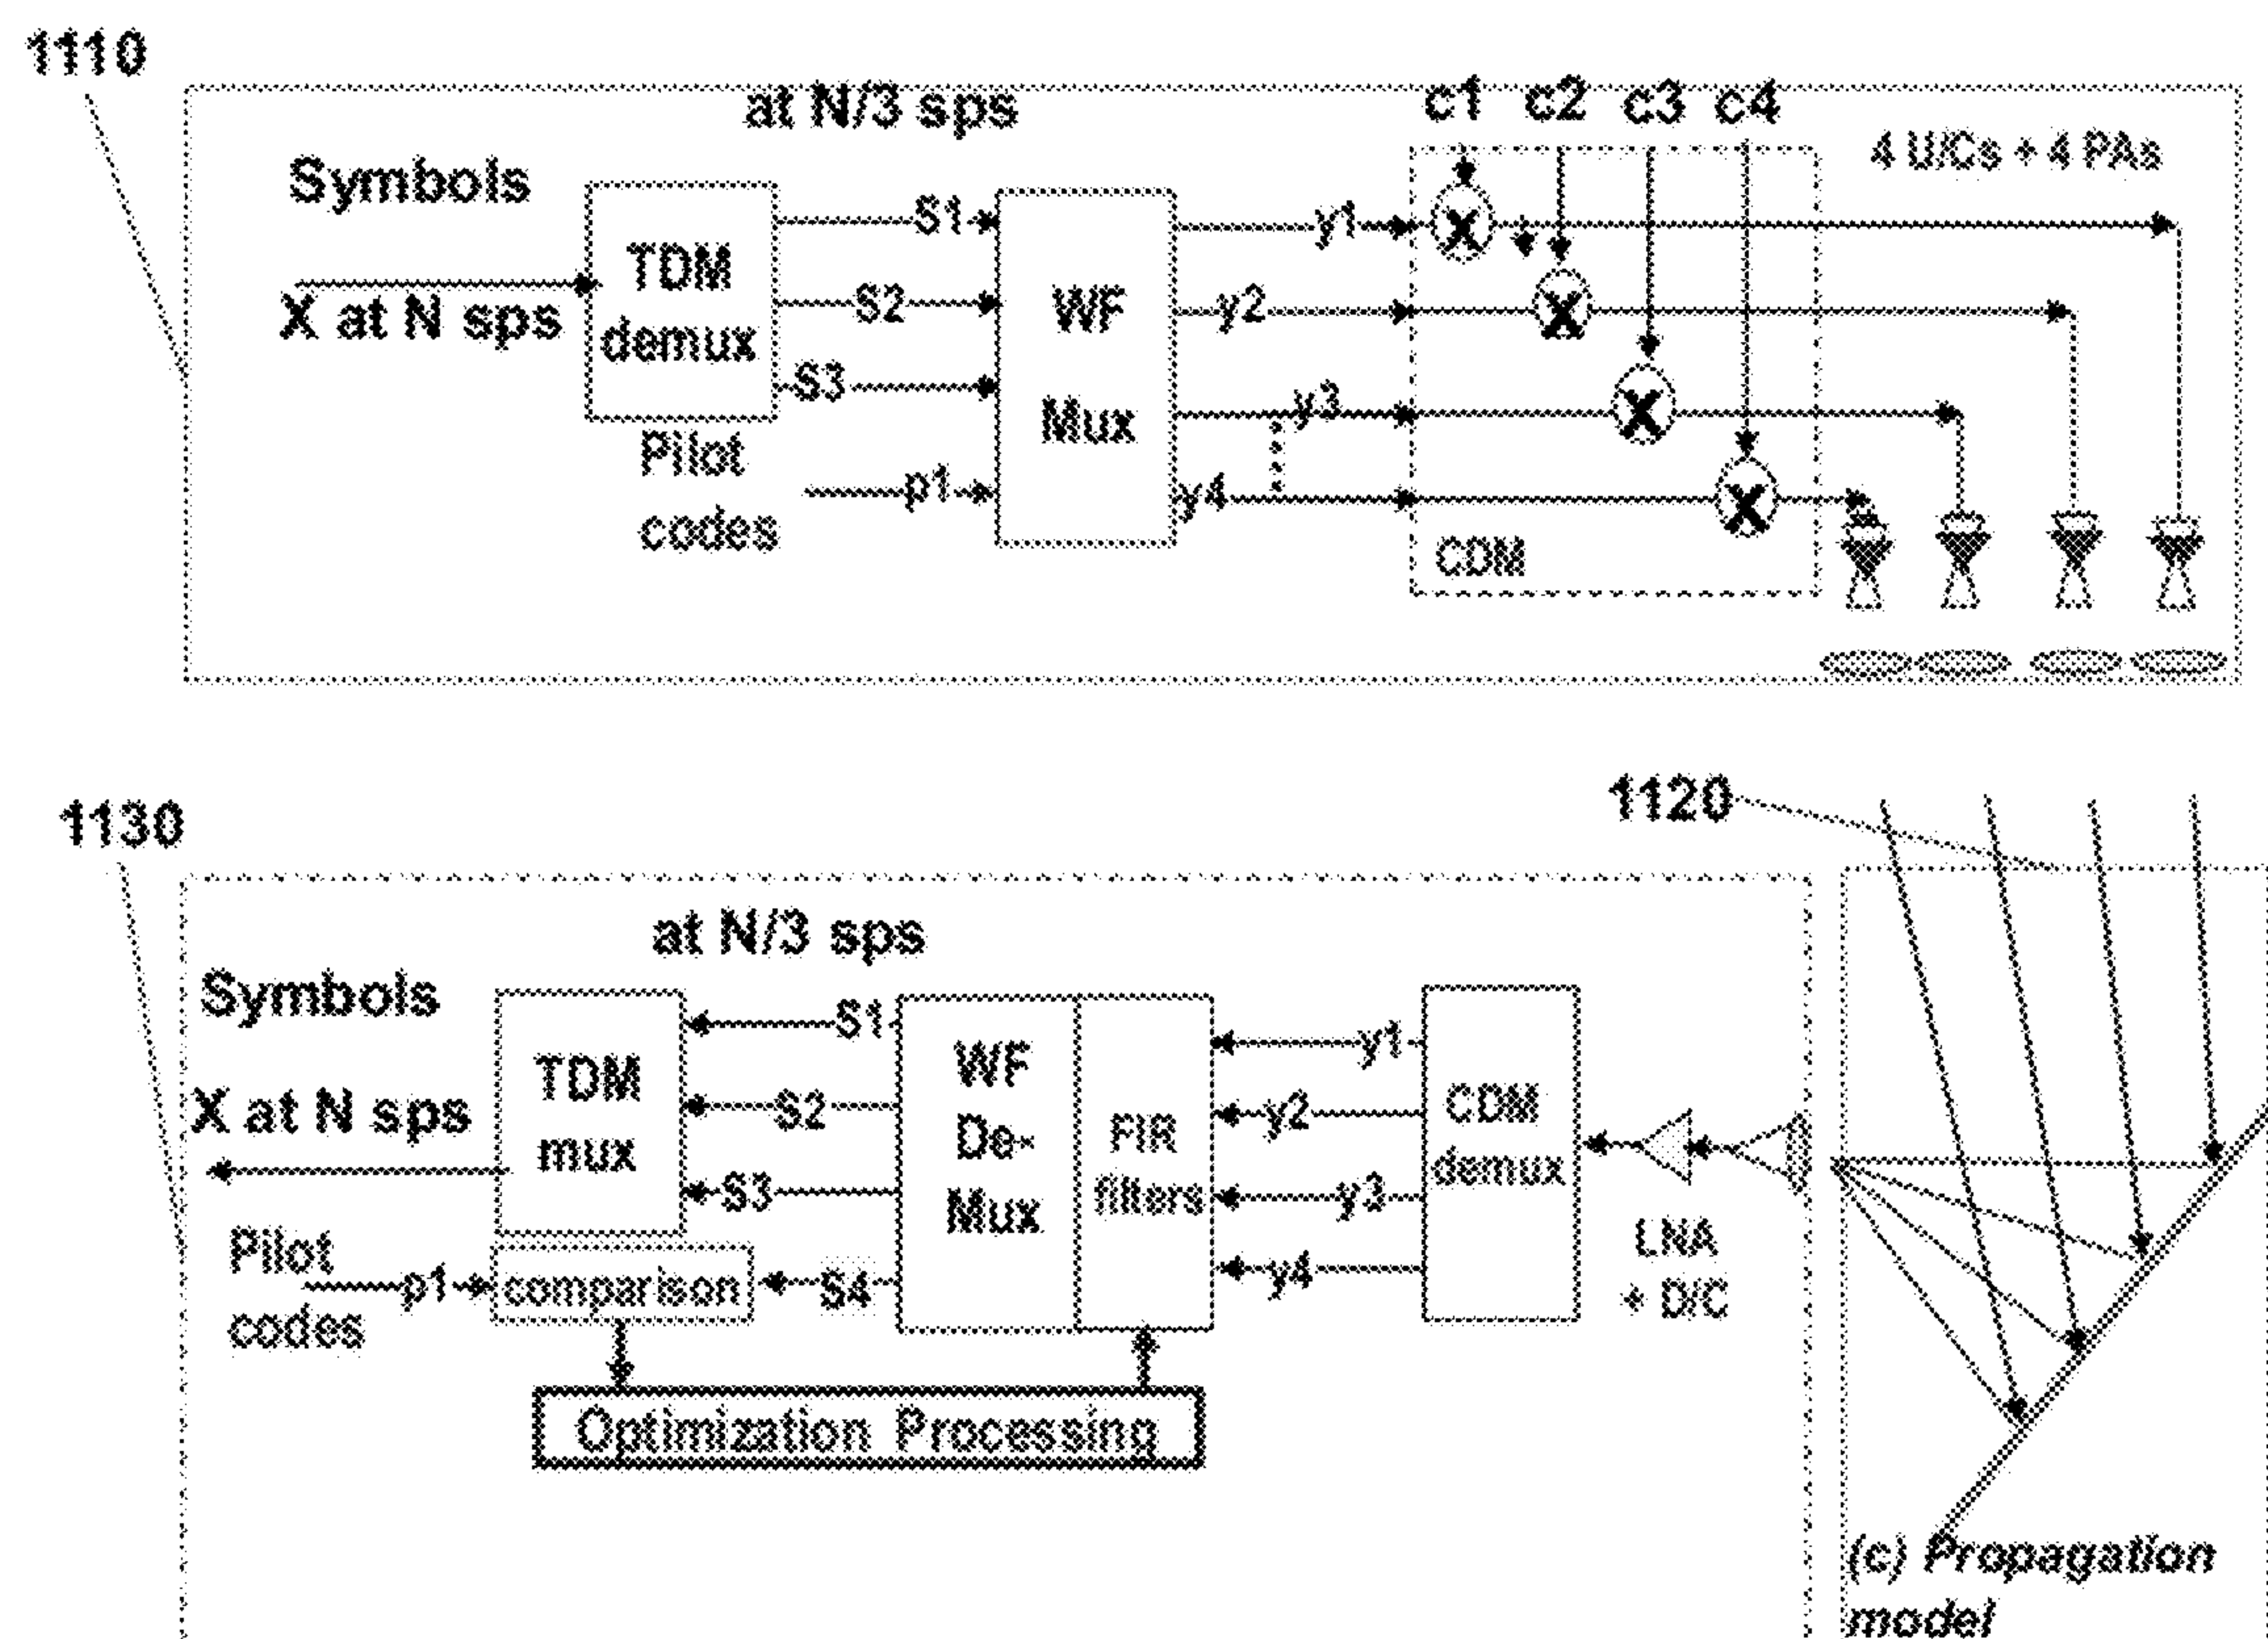 1110
at N/3 sps
c1 c2 c3 c4
4 U/Cs + 4 PAs
Symbols
X at N sps
TDM
demux
S1
S2
S3
Pilot
codes
p1
WF
Mux
y1
y2
y3
y4
X
X
X
X
CDM
1120
1130
at N/3 sps
Symbols
X at N sps
TDM
mux
S1
S2
S3
S4
Pilot
codes
p1
comparison
WF
De-
Mux
FIR
filters
y1
y2
y3
y4
CDM
demux
LNA
+ D/C
Optimization Processing
(c) Propagation
model